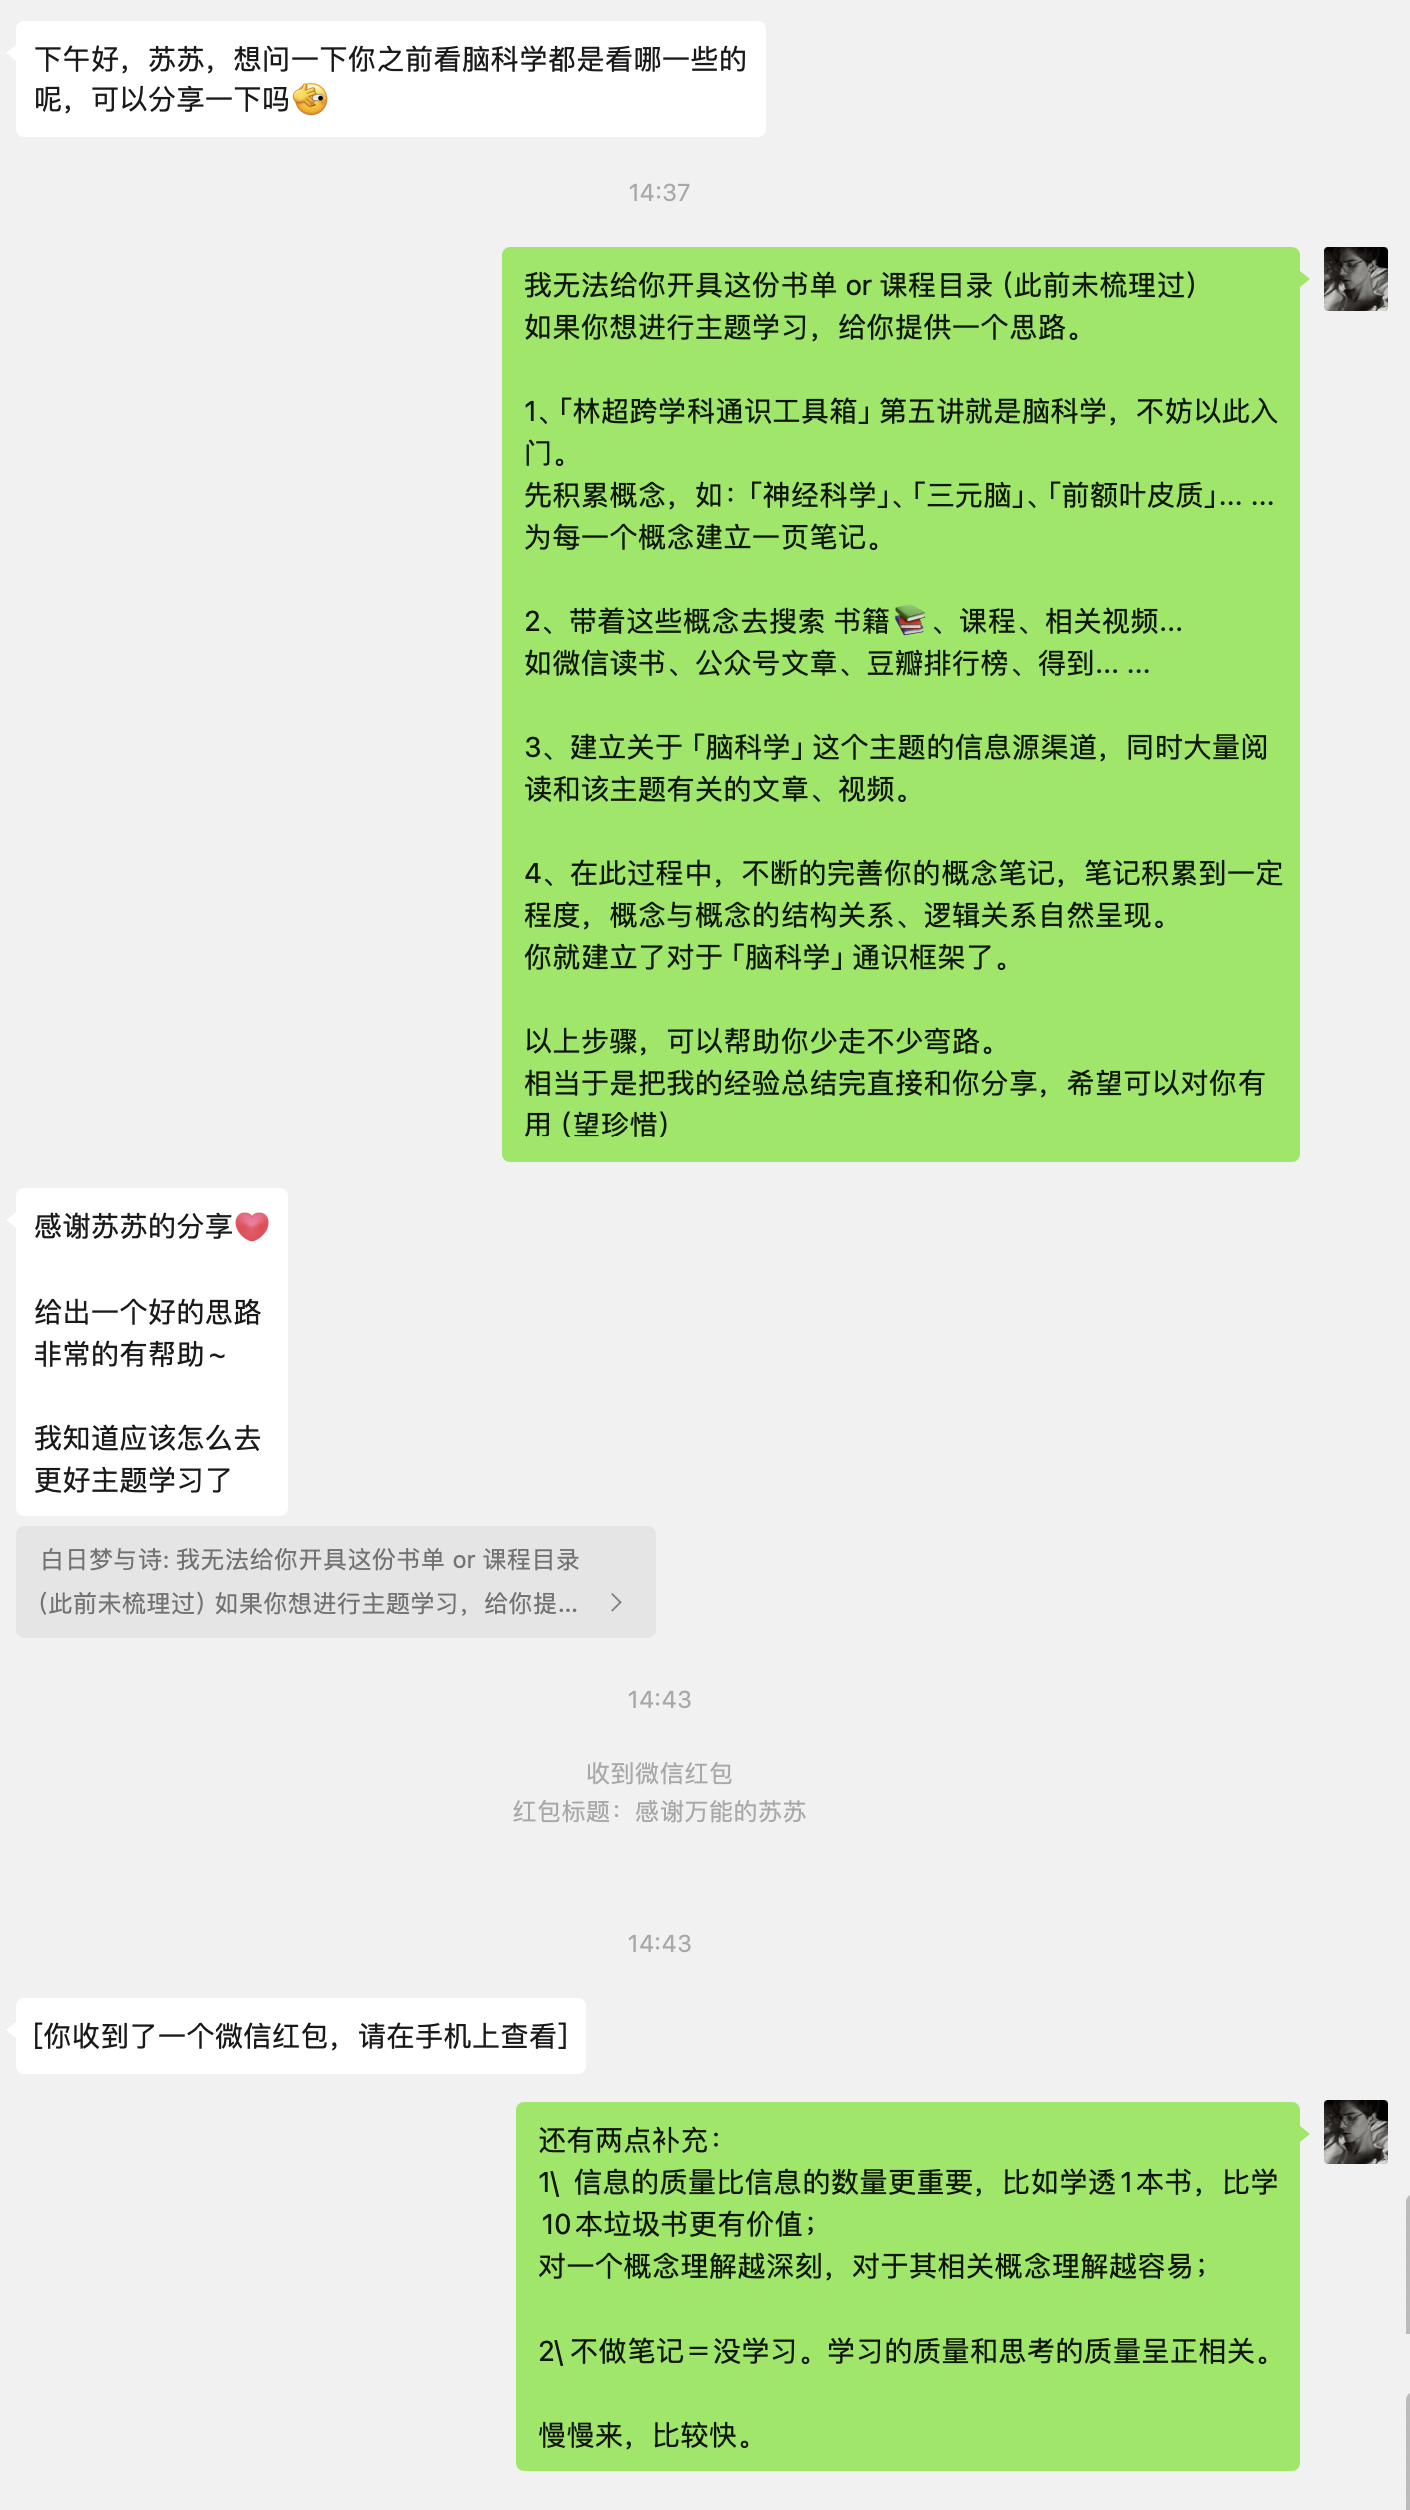 下午好，苏苏，想问一下你之前看脑科学都是看哪一些的
呢，可以分享一下吗
14:37
我无法给你开具这份书单 or 课程目录（此前未梳理过）
如果你想进行主题学习，给你提供一个思路。
1、「林超跨学科通识工具箱」第五讲就是脑科学，不妨以此入
门。
先积累概念，如：「神经科学」、「三元脑」、「前额叶皮质」... ...
为每一个概念建立一页笔记。
2、带着这些概念去搜索 书籍📚 、课程、相关视频...
如微信读书、公众号文章、豆瓣排行榜、得到... ...
3、建立关于「脑科学」这个主题的信息源渠道，同时大量阅
读和该主题有关的文章、视频。
4、在此过程中，不断的完善你的概念笔记，笔记积累到一定
程度，概念与概念的结构关系、逻辑关系自然呈现。
你就建立了对于「脑科学」通识框架了。
以上步骤，可以帮助你少走不少弯路。
相当于是把我的经验总结完直接和你分享，希望可以对你有
用（望珍惜）
感谢苏苏的分享❤️
给出一个好的思路
非常的有帮助~
我知道应该怎么去
更好主题学习了
白日梦与诗: 我无法给你开具这份书单 or 课程目录
（此前未梳理过）如果你想进行主题学习，给你提...
14:43
收到微信红包
红包标题：感谢万能的苏苏
14:43
[你收到了一个微信红包，请在手机上查看]
还有两点补充：
1\ 信息的质量比信息的数量更重要，比如学透1本书，比学
10本垃圾书更有价值；
对一个概念理解越深刻，对于其相关概念理解越容易；
2\ 不做笔记＝没学习。学习的质量和思考的质量呈正相关。
慢慢来，比较快。